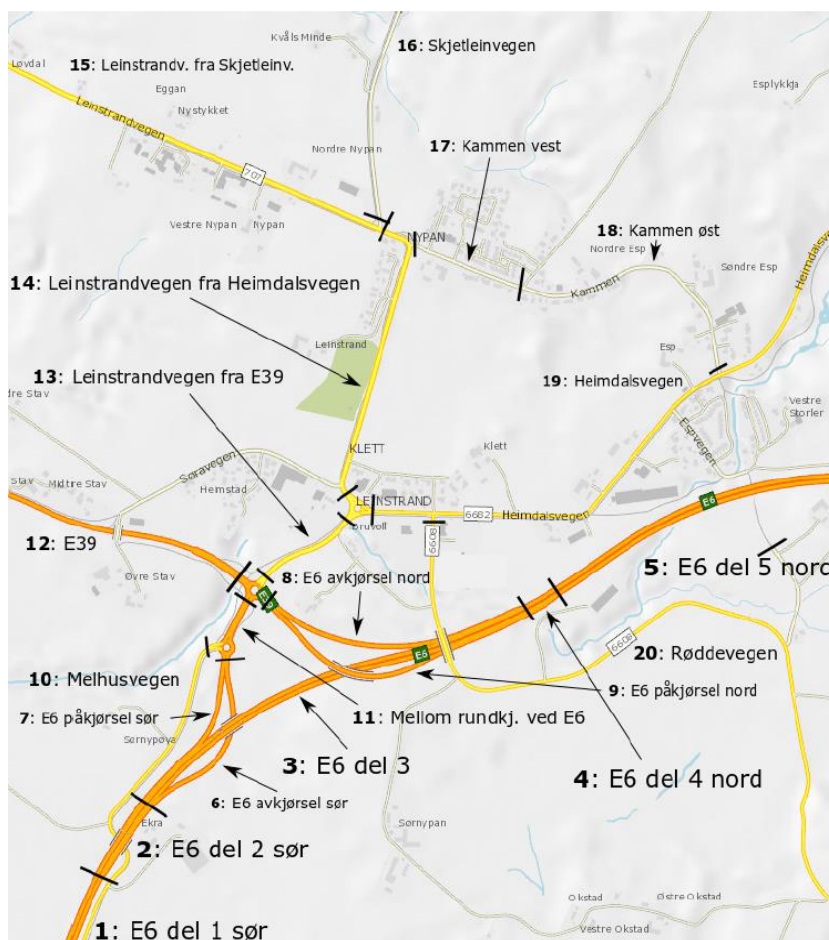 Kvåls Minde
16: Skjetleinvegen
Løvdal
15: Leinstrandv. fra Skjetleinv.
Eggan
Esplykkja
Nystykket
Leinstrandvegen
Nordre Nypan
17: Kammen vest
707
Vestre Nypan
Nypan
NYPAN
18: Kammen øst
Nordre Esp
Søndre Esp
Heimdalsv
14: Leinstrandvegen fra Heimdalsvegen
Kammen
Leinstrand
Esp
13: Leinstrandvegen fra E39
19: Heimdalsvegen
dre Stav
Vestre
Storler
Espvegen
KLETT
Klett
Søravegen
Stav
Midtre Stav
Hemstad
LEINSTRAND
6682
Heimdalsvegen
E6
Bruvoll
6608
12: E39
Øvre Stav
8: E6 avkjørsel nord
5: E6 del 5 nord
E6
6608
20: Røddevegen
10: Melhusvegen
9: E6 påkjørsel nord
7: E6 påkjørsel sør
11: Mellom rundkj. ved E6
Sørnypøya
3: E6 del 3
4: E6 del 4 nord
6: E6 avkjørsel sør
Ekra
Sørnypan
2: E6 del 2 sør
Okstad
Østre Okstad
1: E6 del 1 sør
Vestre Okstad